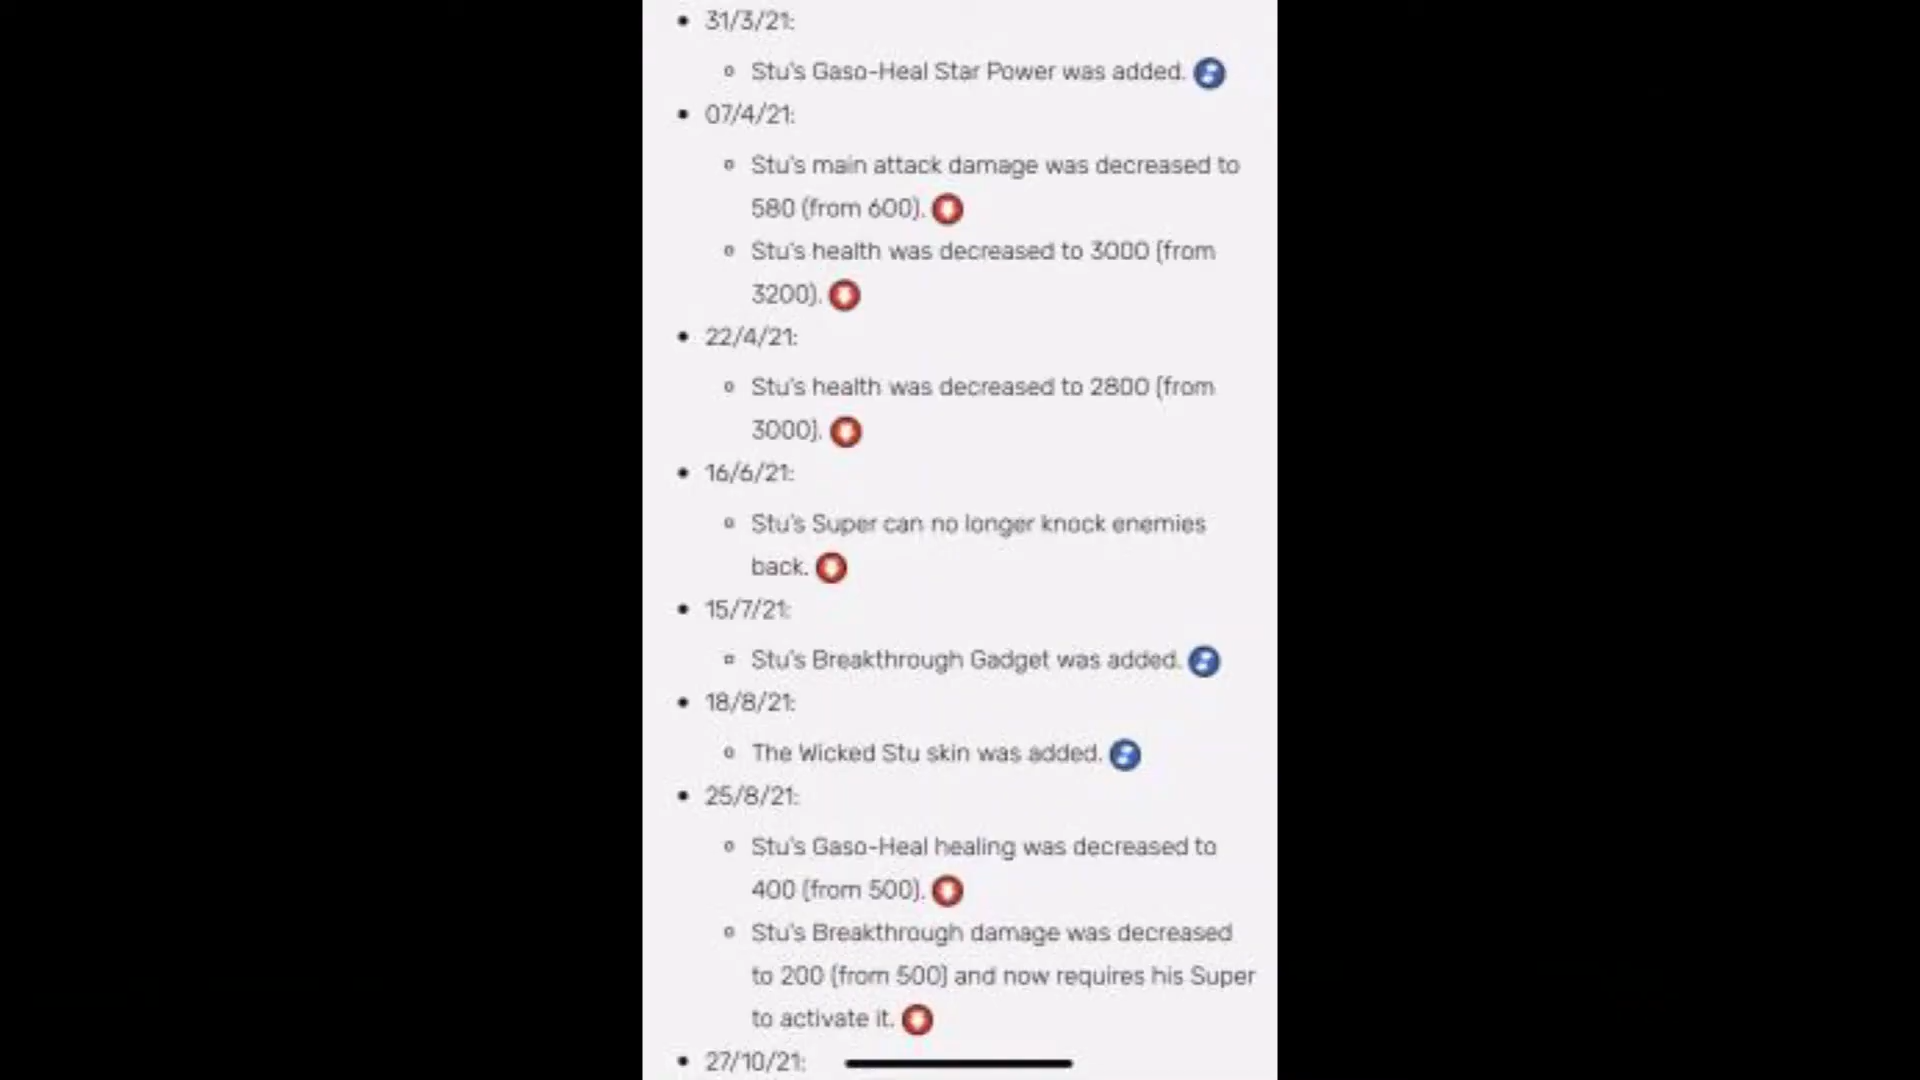 31/3/21:
Stu's Gaso-Heal Star Power was added.
07/4/21:
Stu's main attack damage was decreased to
580 (from 600).
Stu's health was decreased to 3000 (from
3200).
22/4/21:
Stu's health was decreased to 2800 (from
3000).
16/6/21:
Stu's Super can no longer knock enemies
back.
15/7/21:
Stu's Breakthrough Gadget was added.
18/8/21:
The Wicked Stu skin was added.
25/8/21:
Stu's Gaso-Heal healing was decreased to
400 (from 500).
Stu's Breakthrough damage was decreased
to 200 (from 500) and now requires his Super
to activate it.
27/10/21: